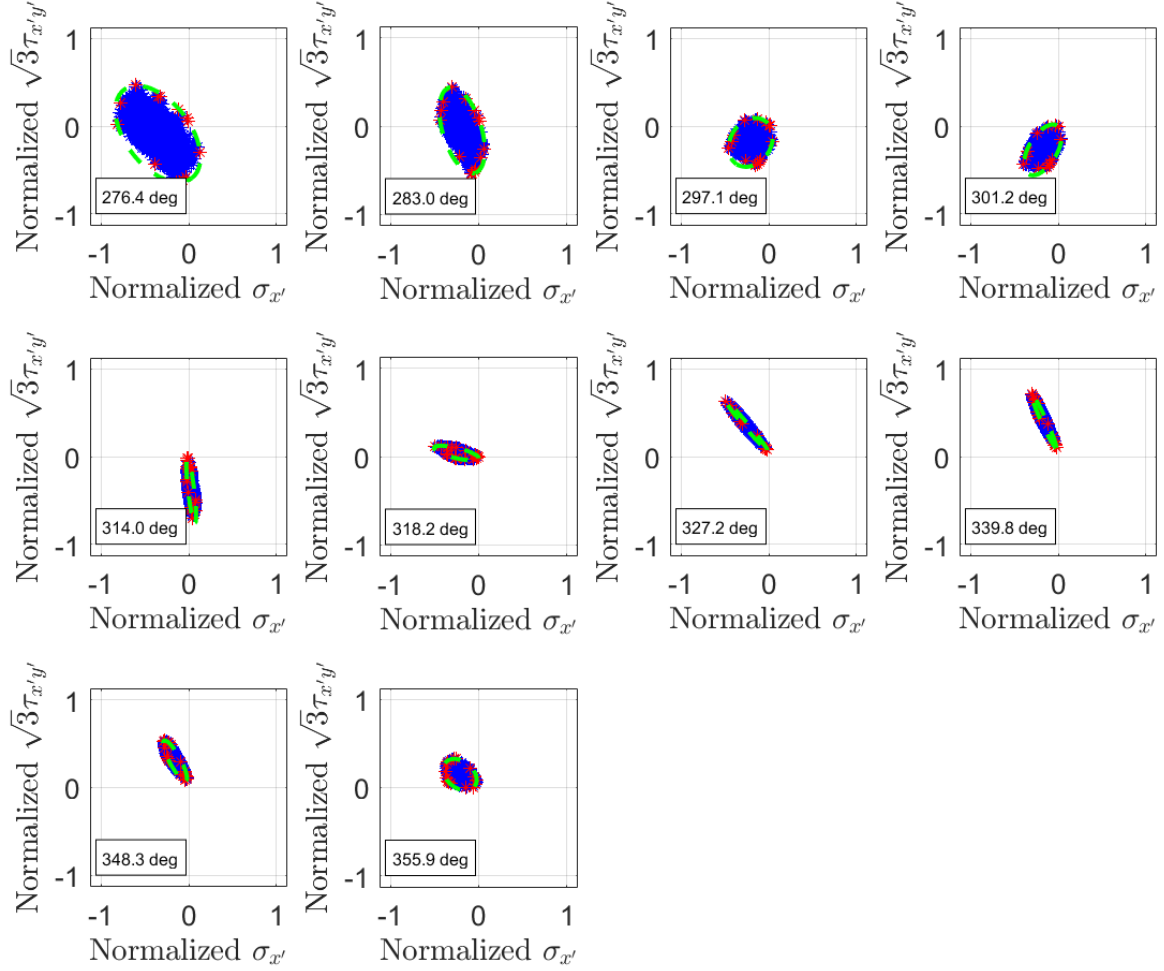 Normalized √3τx′y′
1
0
-1
276.4 deg
-1 0 1
Normalized σx′
Normalized √3τx′y′
1
0
-1
283.0 deg
-1 0 1
Normalized σx′
Normalized √3τx′y′
1
0
-1
297.1 deg
-1 0 1
Normalized σx′
Normalized √3τx′y′
1
0
-1
301.2 deg
-1 0 1
Normalized σx′
Normalized √3τx′y′
1
0
-1
314.0 deg
-1 0 1
Normalized σx′
Normalized √3τx′y′
1
0
-1
318.2 deg
-1 0 1
Normalized σx′
Normalized √3τx′y′
1
0
-1
327.2 deg
-1 0 1
Normalized σx′
Normalized √3τx′y′
1
0
-1
339.8 deg
-1 0 1
Normalized σx′
Normalized √3τx′y′
1
0
-1
348.3 deg
-1 0 1
Normalized σx′
Normalized √3τx′y′
1
0
-1
355.9 deg
-1 0 1
Normalized σx′